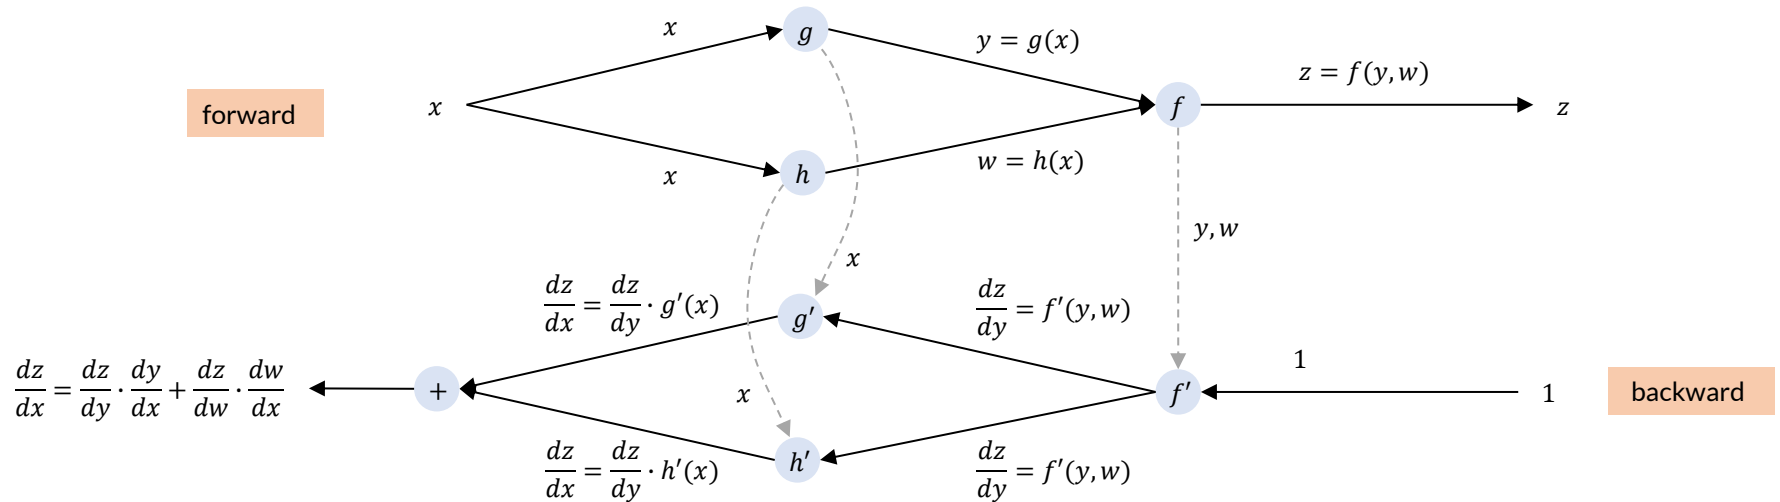 x
g
y = g(x)
z = f(y, w)
forward
x
f
z
x
h
w = h(x)
y, w
x
dz/dx = dz/dy · g′(x)
g′
dz/dy = f′(y, w)
dz/dx = dz/dy · dy/dx + dz/dw · dw/dx
+
x
f′
1
1
backward
dz/dx = dz/dy · h′(x)
h′
dz/dy = f′(y, w)